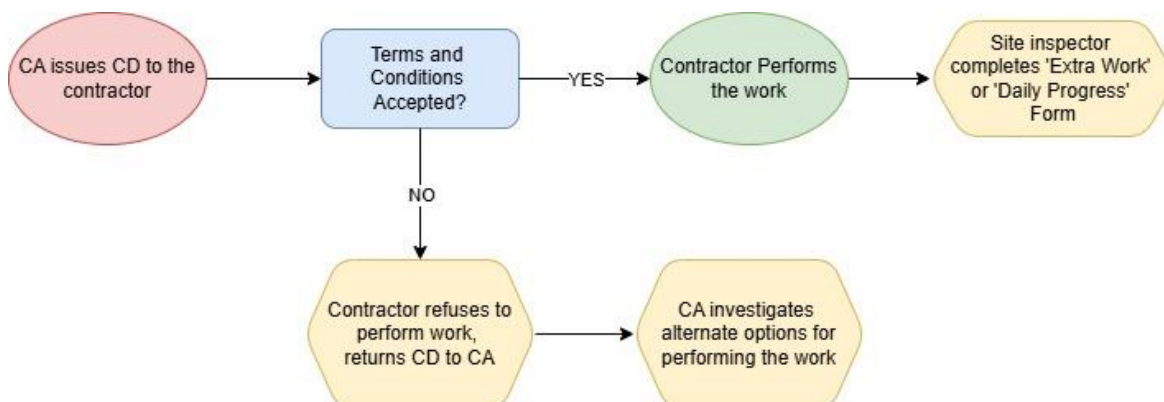 CA issues CD to the
contractor
Terms and
Conditions
Accepted?
YES
Contractor Performs
the work
Site inspector
completes 'Extra Work'
or 'Daily Progress'
Form
NO
Contractor refuses to
perform work,
returns CD to CA
CA investigates
alternate options for
performing the work